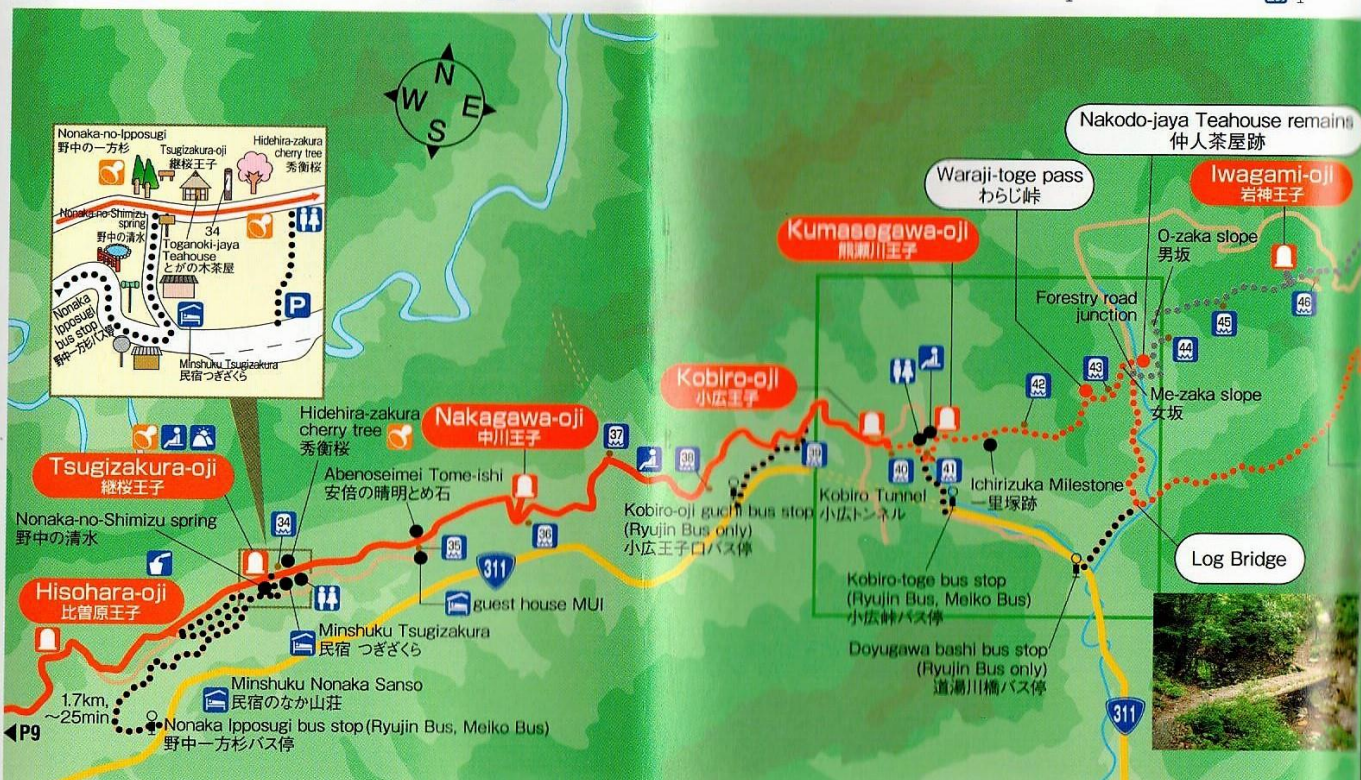 N
W E
S
Nonaka-no-Ipposugi
野中の一方杉
Tsugizakura-oji
継桜王子
Hidehira-zakura
cherry tree
秀衡桜
Nonaka-no-Shimizu
spring
野中の清水
34
Toganoki-jaya
Teahouse
とがの木茶屋
P
Nonaka
Ipposugi
bus stop
野中一方杉バス停
Minshuku Tsugizakura
民宿つぎざくら
Nakodo-jaya Teahouse remains
仲人茶屋跡
Waraji-toge pass
わらじ峠
Iwagami-oji
岩神王子
Kumasegawa-oji
熊瀬川王子
O-zaka slope
男坂
Forestry road
junction
46
45
44
43
42
Me-zaka slope
女坂
Kobiro-oji
小広王子
Hidehira-zakura
cherry tree
秀衡桜
Nakagawa-oji
中川王子
37
38
39
40
41
Tsugizakura-oji
継桜王子
Abenoseimei Tome-ishi
安倍の晴明とめ石
Ichirizuka Milestone
一里塚跡
Kobiro Tunnel
小広トンネル
Kobiro-oji guchi bus stop
(Ryujin Bus only)
小広王子口バス停
Nonaka-no-Shimizu spring
野中の清水
34
35
36
311
Log Bridge
Hisohara-oji
比曽原王子
guest house MUI
Kobiro-toge bus stop
(Ryujin Bus, Meiko Bus)
小広峠バス停
Minshuku Tsugizakura
民宿 つぎざくら
Doyugawa bashi bus stop
(Ryujin Bus only)
道湯川橋バス停
Minshuku Nonaka Sanso
民宿のなか山荘
1.7km,
~25min
Nonaka Ipposugi bus stop (Ryujin Bus, Meiko Bus)
野中一方杉バス停
◀P9
311